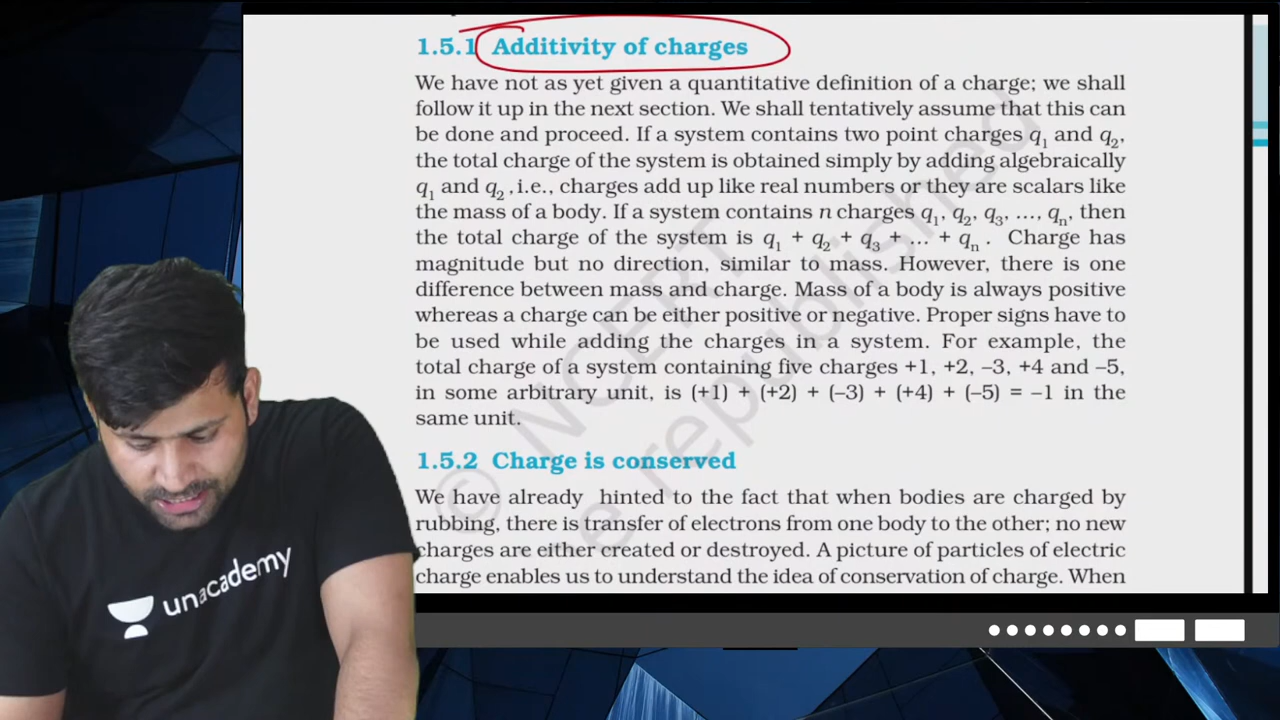 1.5.1 Additivity of charges
We have not as yet given a quantitative definition of a charge; we shall
follow it up in the next section. We shall tentatively assume that this can
be done and proceed. If a system contains two point charges q₁ and q₂,
the total charge of the system is obtained simply by adding algebraically
q₁ and q₂ , i.e., charges add up like real numbers or they are scalars like
the mass of a body. If a system contains n charges q₁, q₂, q₃, ..., qₙ, then
the total charge of the system is q₁ + q₂ + q₃ + ... + qₙ . Charge has
magnitude but no direction, similar to mass. However, there is one
difference between mass and charge. Mass of a body is always positive
whereas a charge can be either positive or negative. Proper signs have to
be used while adding the charges in a system. For example, the
total charge of a system containing five charges +1, +2, –3, +4 and –5,
in some arbitrary unit, is (+1) + (+2) + (–3) + (+4) + (–5) = –1 in the
same unit.
1.5.2 Charge is conserved
We have already hinted to the fact that when bodies are charged by
rubbing, there is transfer of electrons from one body to the other; no new
charges are either created or destroyed. A picture of particles of electric
charge enables us to understand the idea of conservation of charge. When
© NCERT
e republished
unacademy